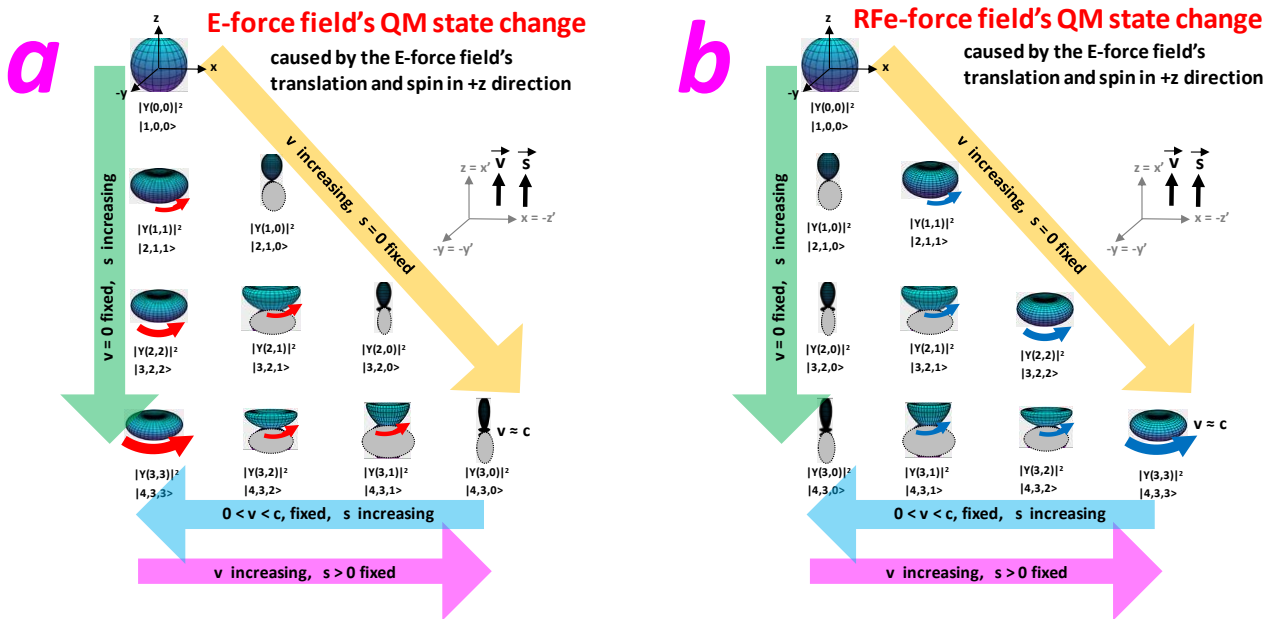 a
E-force field's QM state change
caused by the E-force field's
translation and spin in +z direction
z
x
-y
|Y(0,0)|²
|1,0,0>
v = 0 fixed, s increasing
v increasing, s = 0 fixed
v s
z = x'
x = -z'
-y = -y'
|Y(1,1)|² |Y(1,0)|²
|2,1,1> |2,1,0>
|Y(2,2)|² |Y(2,1)|² |Y(2,0)|²
|3,2,2> |3,2,1> |3,2,0>
v ≈ c
|Y(3,3)|² |Y(3,2)|² |Y(3,1)|² |Y(3,0)|²
|4,3,3> |4,3,2> |4,3,1> |4,3,0>
0 < v < c, fixed, s increasing
v increasing, s > 0 fixed
b
RFe-force field's QM state change
caused by the E-force field's
translation and spin in +z direction
z
x
-y
|Y(0,0)|²
|1,0,0>
v = 0 fixed, s increasing
v increasing, s = 0 fixed
v s
z = x'
x = -z'
-y = -y'
|Y(1,0)|² |Y(1,1)|²
|2,1,0> |2,1,1>
|Y(2,0)|² |Y(2,1)|² |Y(2,2)|²
|3,2,0> |3,2,1> |3,2,2>
v ≈ c
|Y(3,0)|² |Y(3,1)|² |Y(3,2)|² |Y(3,3)|²
|4,3,0> |4,3,1> |4,3,2> |4,3,3>
0 < v < c, fixed, s increasing
v increasing, s > 0 fixed